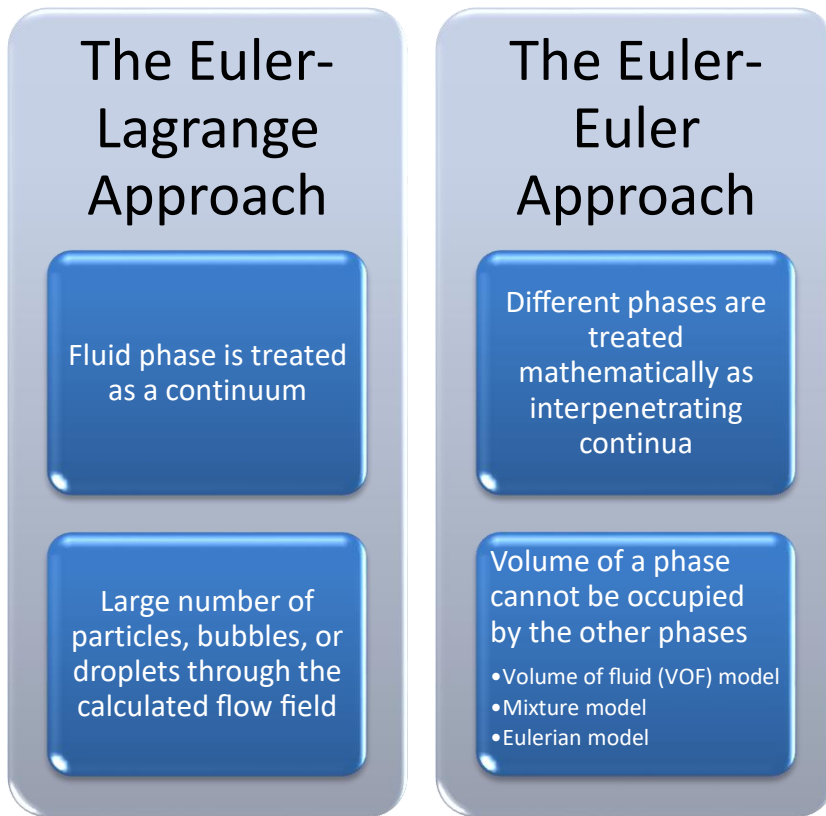 The Euler-
Lagrange
Approach
Fluid phase is treated
as a continuum
Large number of
particles, bubbles, or
droplets through the
calculated flow field
The Euler-
Euler
Approach
Different phases are
treated
mathematically as
interpenetrating
continua
Volume of a phase
cannot be occupied
by the other phases
•Volume of fluid (VOF) model
•Mixture model
•Eulerian model